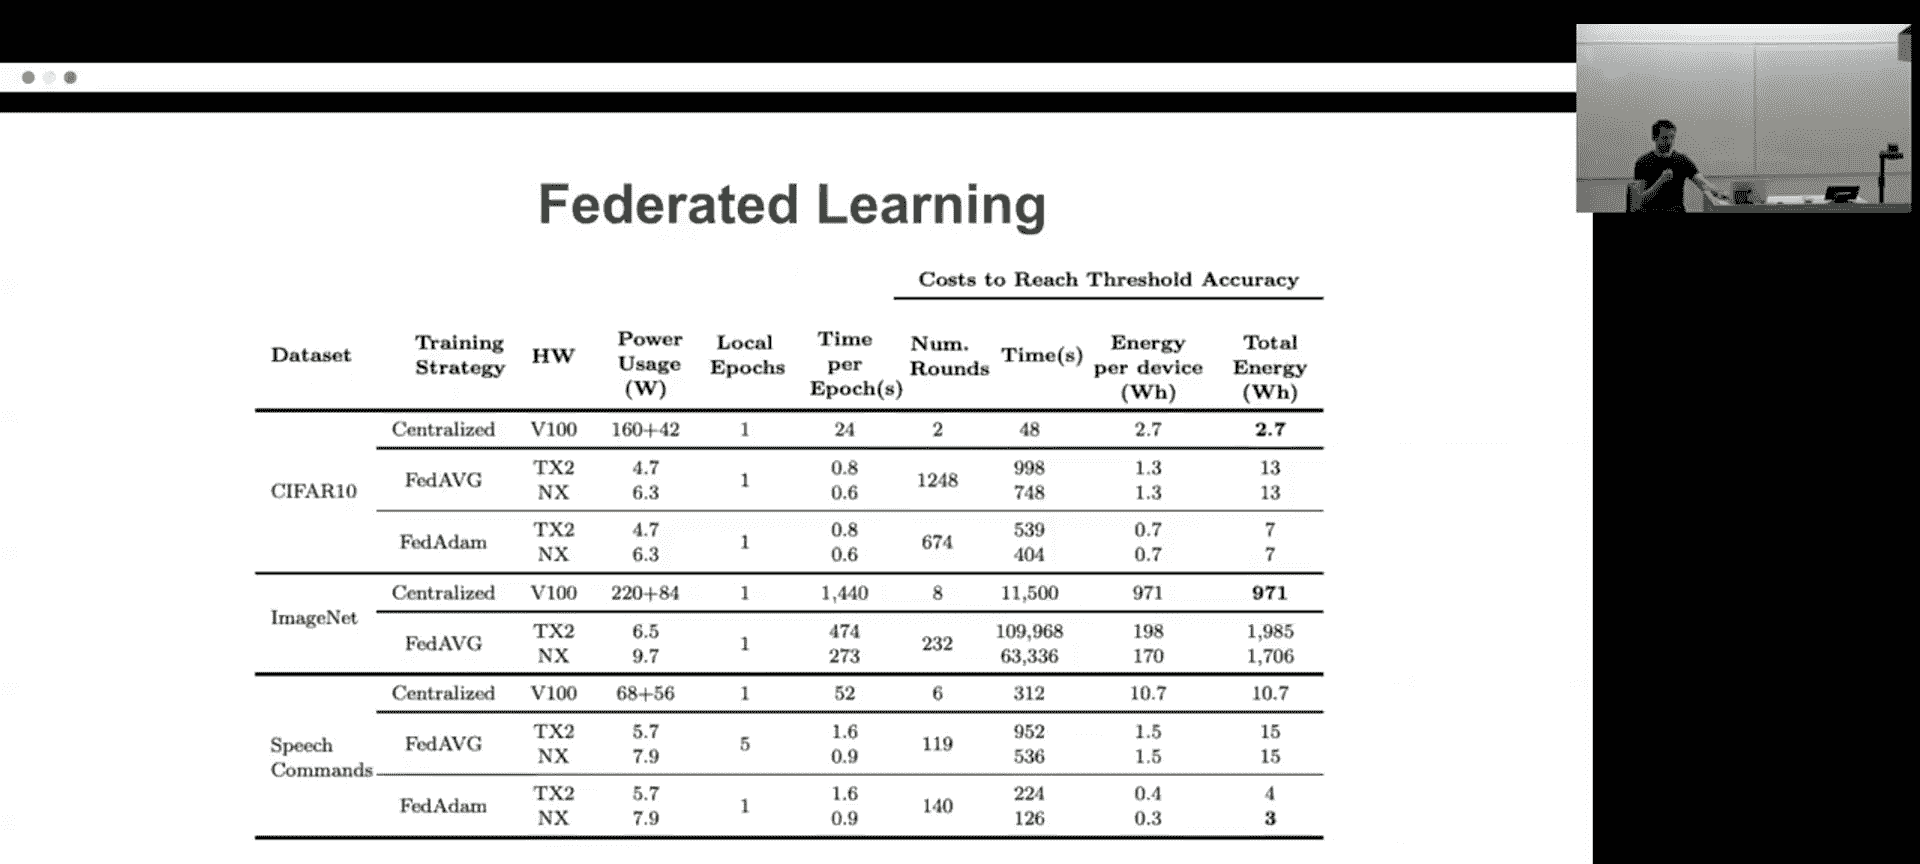 Federated Learning
Costs to Reach Threshold Accuracy
Dataset Training Strategy HW Power Usage (W) Local Epochs Time per Epoch(s) Num. Rounds Time(s) Energy per device (Wh) Total Energy (Wh)
CIFAR10
Centralized V100 160+42 1 24 2 48 2.7 2.7
FedAVG 1 1248
TX2 4.7 0.8 998 1.3 13
NX 6.3 0.6 748 1.3 13
FedAdam 1 674
TX2 4.7 0.8 539 0.7 7
NX 6.3 0.6 404 0.7 7
ImageNet
Centralized V100 220+84 1 1,440 8 11,500 971 971
FedAVG 1 232
TX2 6.5 474 109,968 198 1,985
NX 9.7 273 63,336 170 1,706
Speech Commands
Centralized V100 68+56 1 52 6 312 10.7 10.7
FedAVG 5 119
TX2 5.7 1.6 952 1.5 15
NX 7.9 0.9 536 1.5 15
FedAdam 1 140
TX2 5.7 1.6 224 0.4 4
NX 7.9 0.9 126 0.3 3